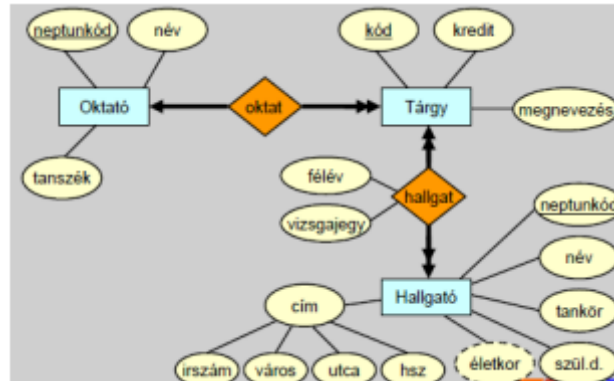 neptunkód
név
kód
kredit
Oktató
oktat
Tárgy
megnevezés
tanszék
félév
vizsgajegy
hallgat
neptunkód
név
Hallgató
tankör
cím
irszám
város
utca
hsz
életkor
szül.d.